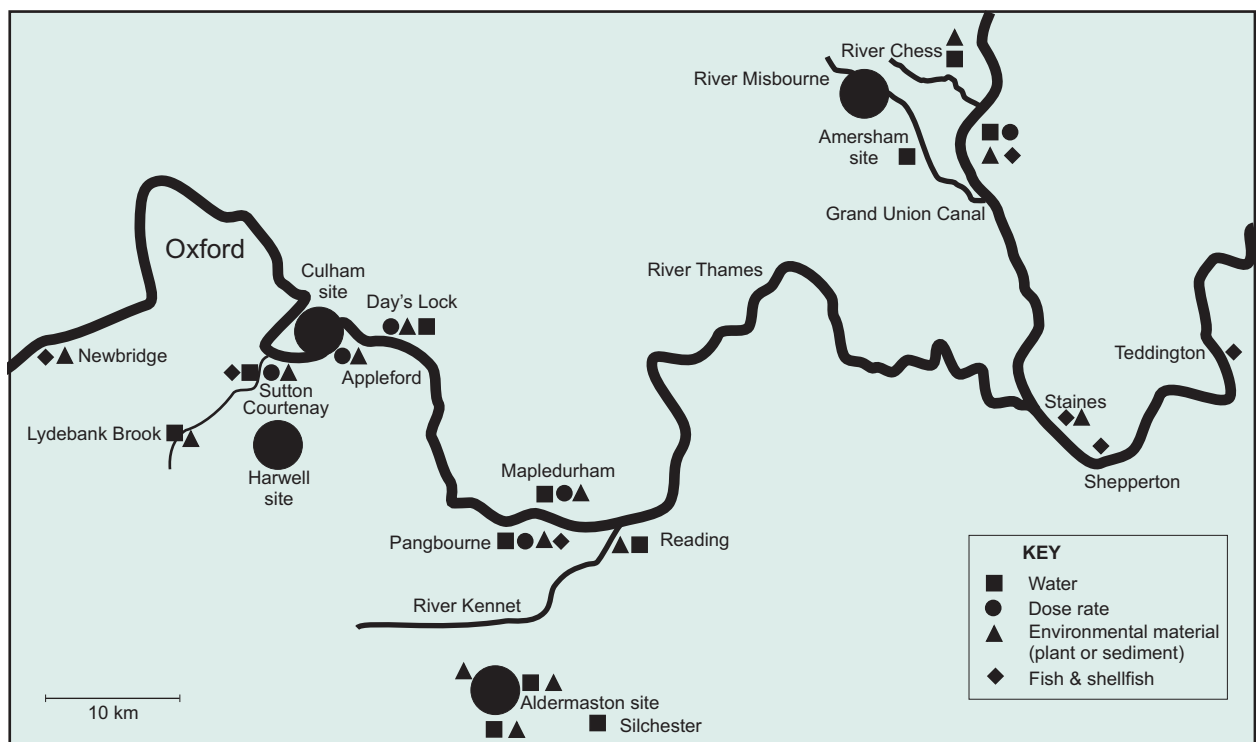 River Chess
River Misbourne
Amersham
site
Grand Union Canal
River Thames
Oxford
Culham
site
Day's Lock
Newbridge
Appleford
Sutton
Courtenay
Lydebank Brook
Harwell
site
Teddington
Staines
Shepperton
Mapledurham
Pangbourne
Reading
River Kennet
Aldermaston site
Silchester
10 km
KEY
Water
Dose rate
Environmental material
(plant or sediment)
Fish & shellfish